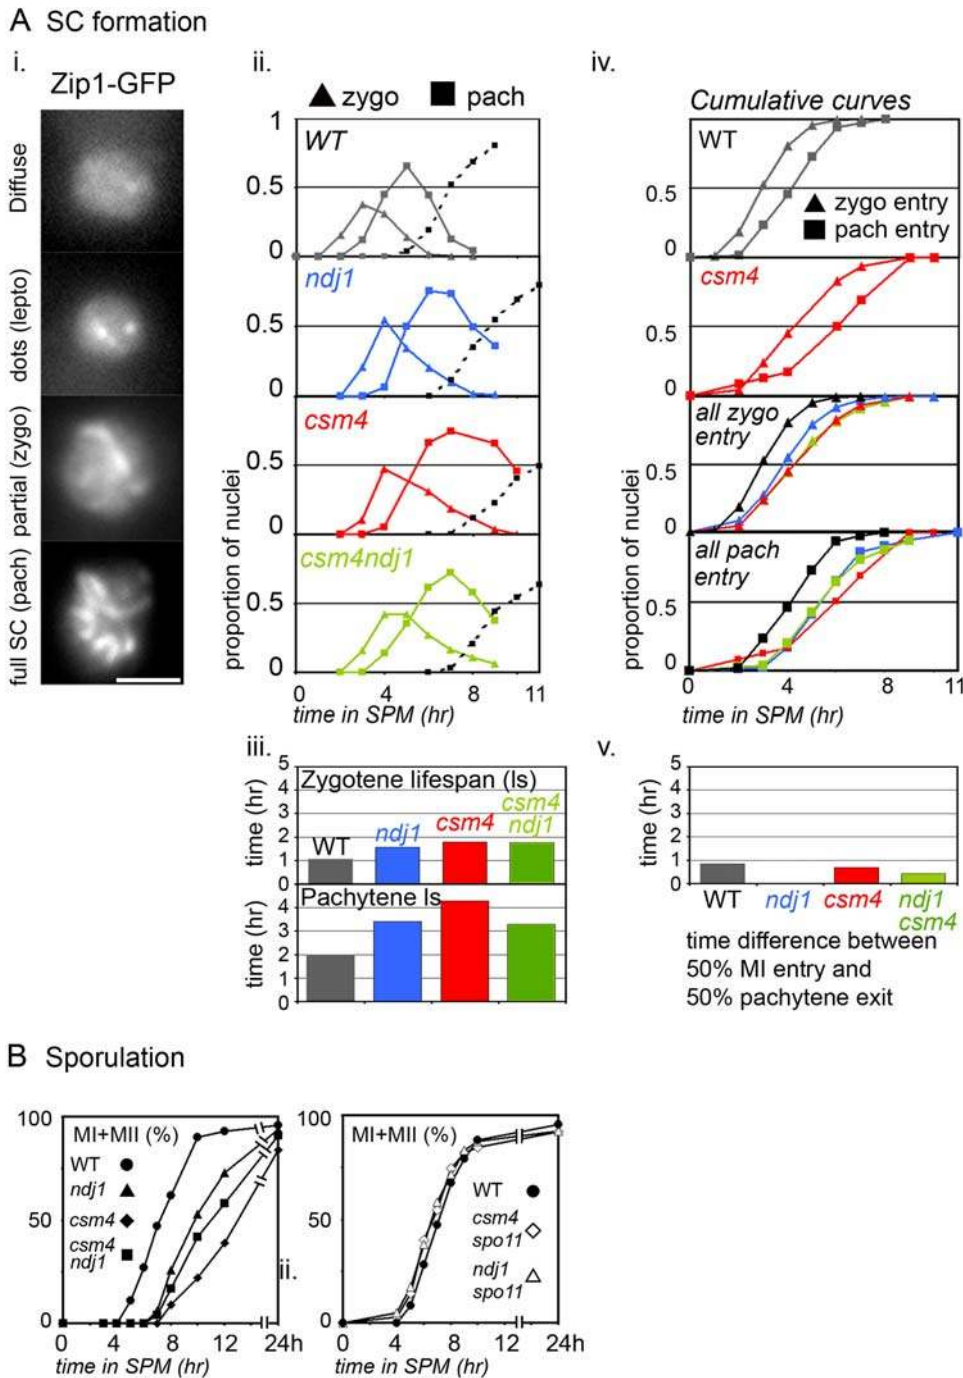 A SC formation
i.
Zip1-GFP
Diffuse
dots (lepto)
partial (zygo)
full SC (pach)
ii.
zygo pach
WT
1
0.5
0
ndj1
0.5
0
csm4
0.5
0
csm4ndj1
0.5
0
proportion of nuclei
0 4 8 11
time in SPM (hr)
iii.
Zygotene lifespan (ls)
5
4
3
2
1
0
time (hr)
WT
ndj1
csm4
csm4
ndj1
Pachytene ls
5
4
3
2
1
0
time (hr)
iv.
Cumulative curves
WT
0.5
zygo entry
pach entry
csm4
0.5
all zygo
entry
0.5
all pach
entry
0.5
0
proportion of nuclei
0 4 8 11
time in SPM (hr)
v.
5
4
3
2
1
0
time (hr)
WT ndj1 csm4 ndj1
csm4
time difference between
50% MI entry and
50% pachytene exit
B Sporulation
100
50
0
MI+MII (%)
WT
ndj1
csm4
csm4
ndj1
0 4 8 12 24h
time in SPM (hr)
ii.
100
50
0
MI+MII (%)
WT
csm4
spo11
ndj1
spo11
0 4 8 12 24h
time in SPM (hr)